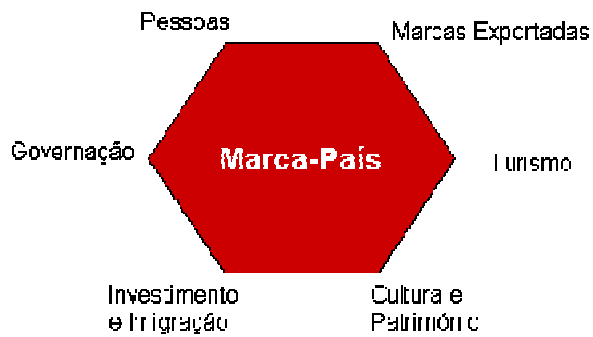 Pessoas
Marcas Exportadas
Governação
Marca-País
Turismo
Investimento
e Imigração
Cultura e
Património